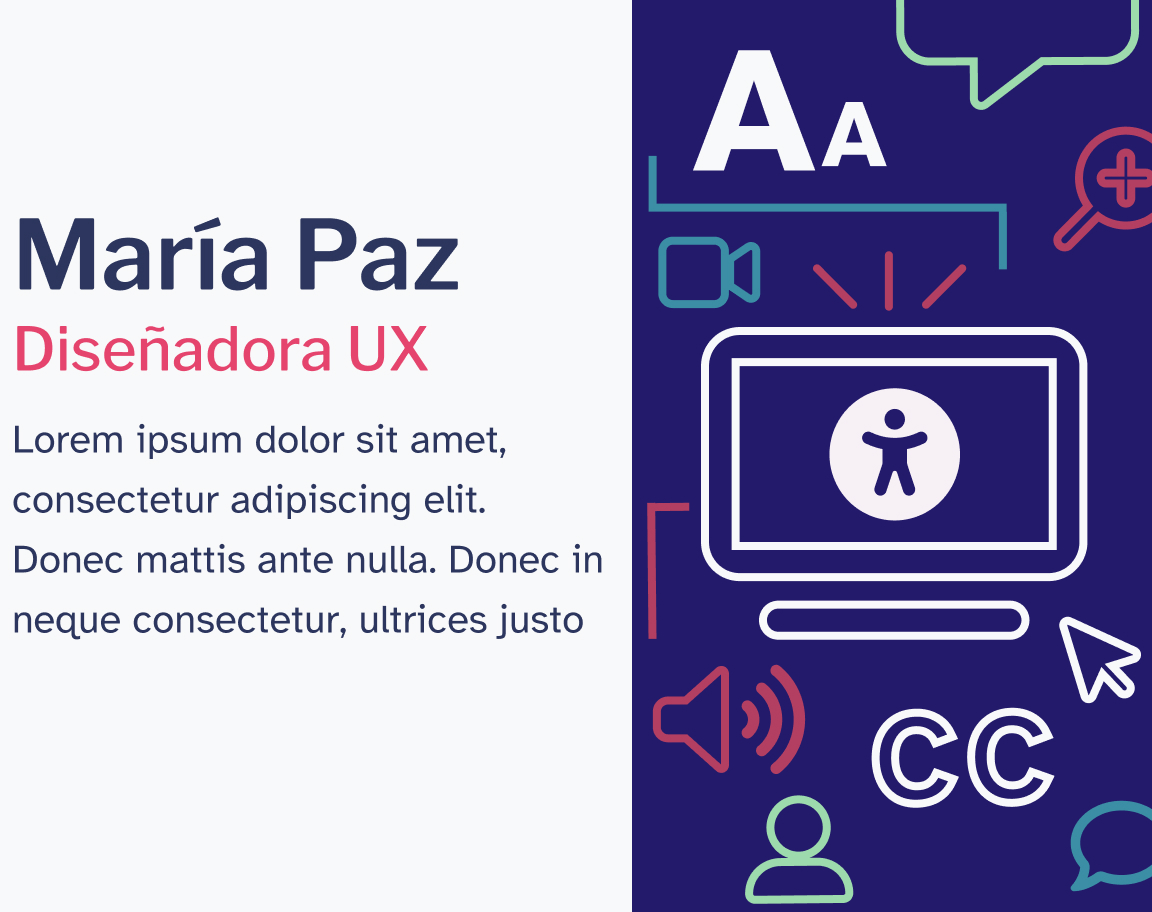 María Paz
Diseñadora UX
Lorem ipsum dolor sit amet,
consectetur adipiscing elit.
Donec mattis ante nulla. Donec in
neque consectetur, ultrices justo
AA
CC